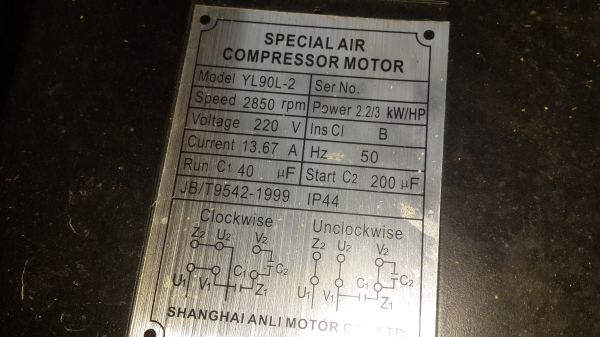 SPECIAL AIR
COMPRESSOR MOTOR
Model YL90L-2 Ser No.
Speed 2850 rpm Power 2.2/3 kW/HP
Voltage 220 V Ins Cl B
Current 13.67 A Hz 50
Run C1 40 μF Start C2 200 μF
JB/T9542-1999 IP44
Clockwise Unclockwise
Z2 U2 V2 Z2 U2 V2
C1 C2 C1 C2
U1 V1 Z1 U1 V1 Z1
SHANGHAI ANLI MOTOR CO. LTD